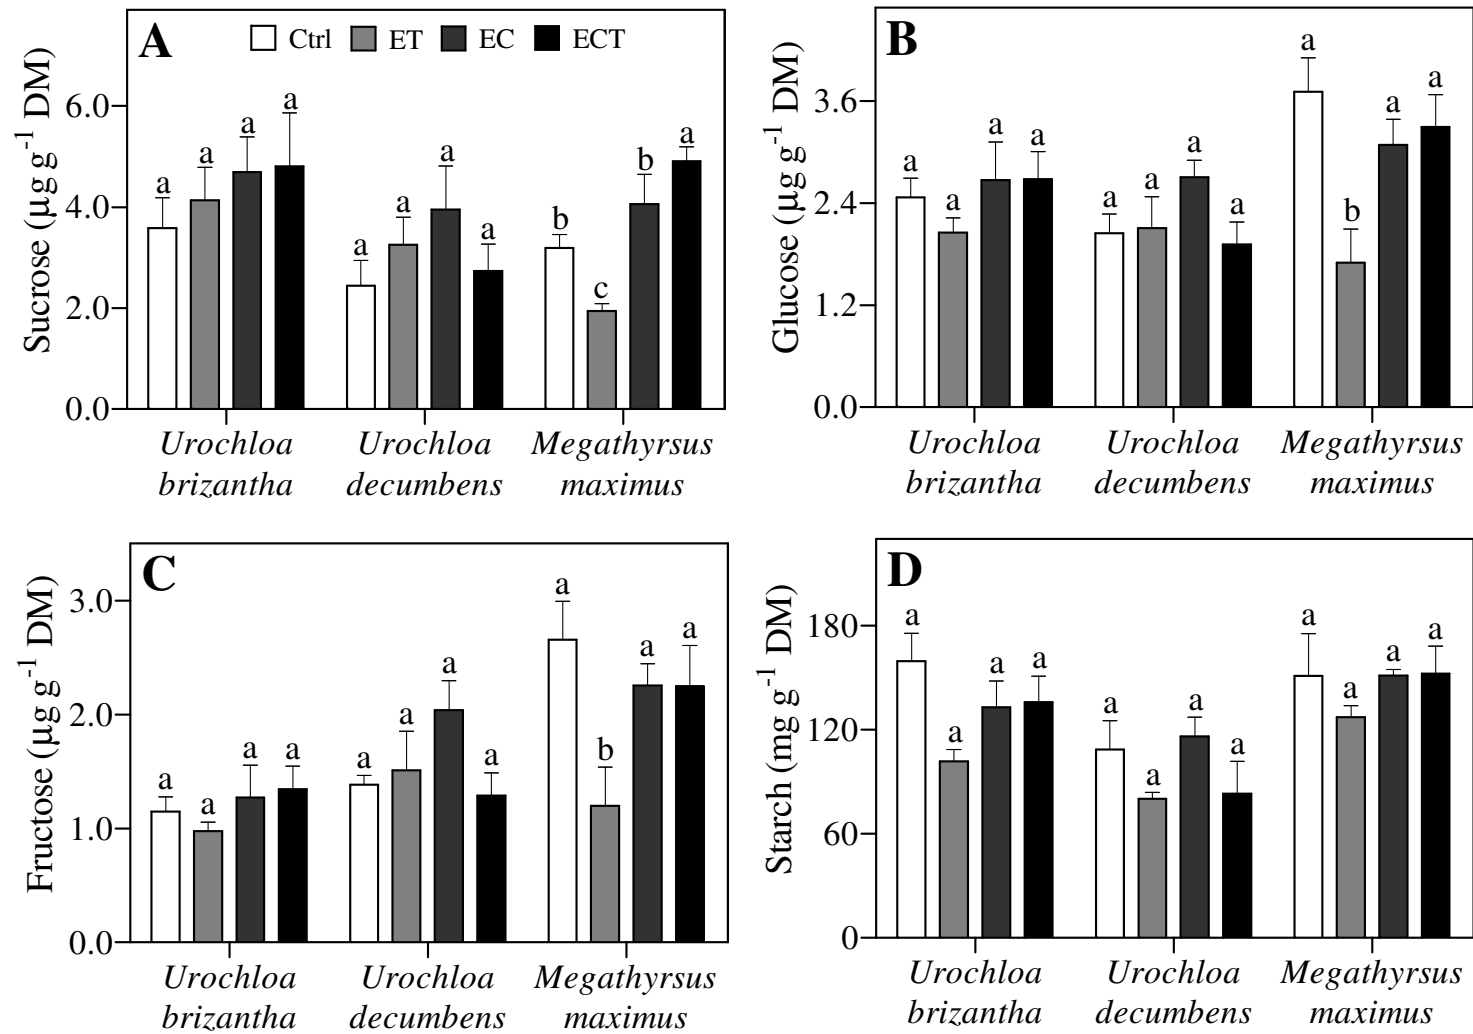 A
Ctrl ET EC ECT
Sucrose (µg g-1 DM)
6.0
4.0
2.0
0.0
a a a a
a a a a
b c b a
Urochloa brizantha
Urochloa decumbens
Megathyrsus maximus
B
Glucose (µg g-1 DM)
3.6
2.4
1.2
0.0
a a a a
a a a a
a b a a
Urochloa brizantha
Urochloa decumbens
Megathyrsus maximus
C
Fructose (µg g-1 DM)
3.0
2.0
1.0
0.0
a a a a
a a a a
a b a a
Urochloa brizantha
Urochloa decumbens
Megathyrsus maximus
D
Starch (mg g-1 DM)
180
120
60
0
a a a a
a a a a
a a a a
Urochloa brizantha
Urochloa decumbens
Megathyrsus maximus